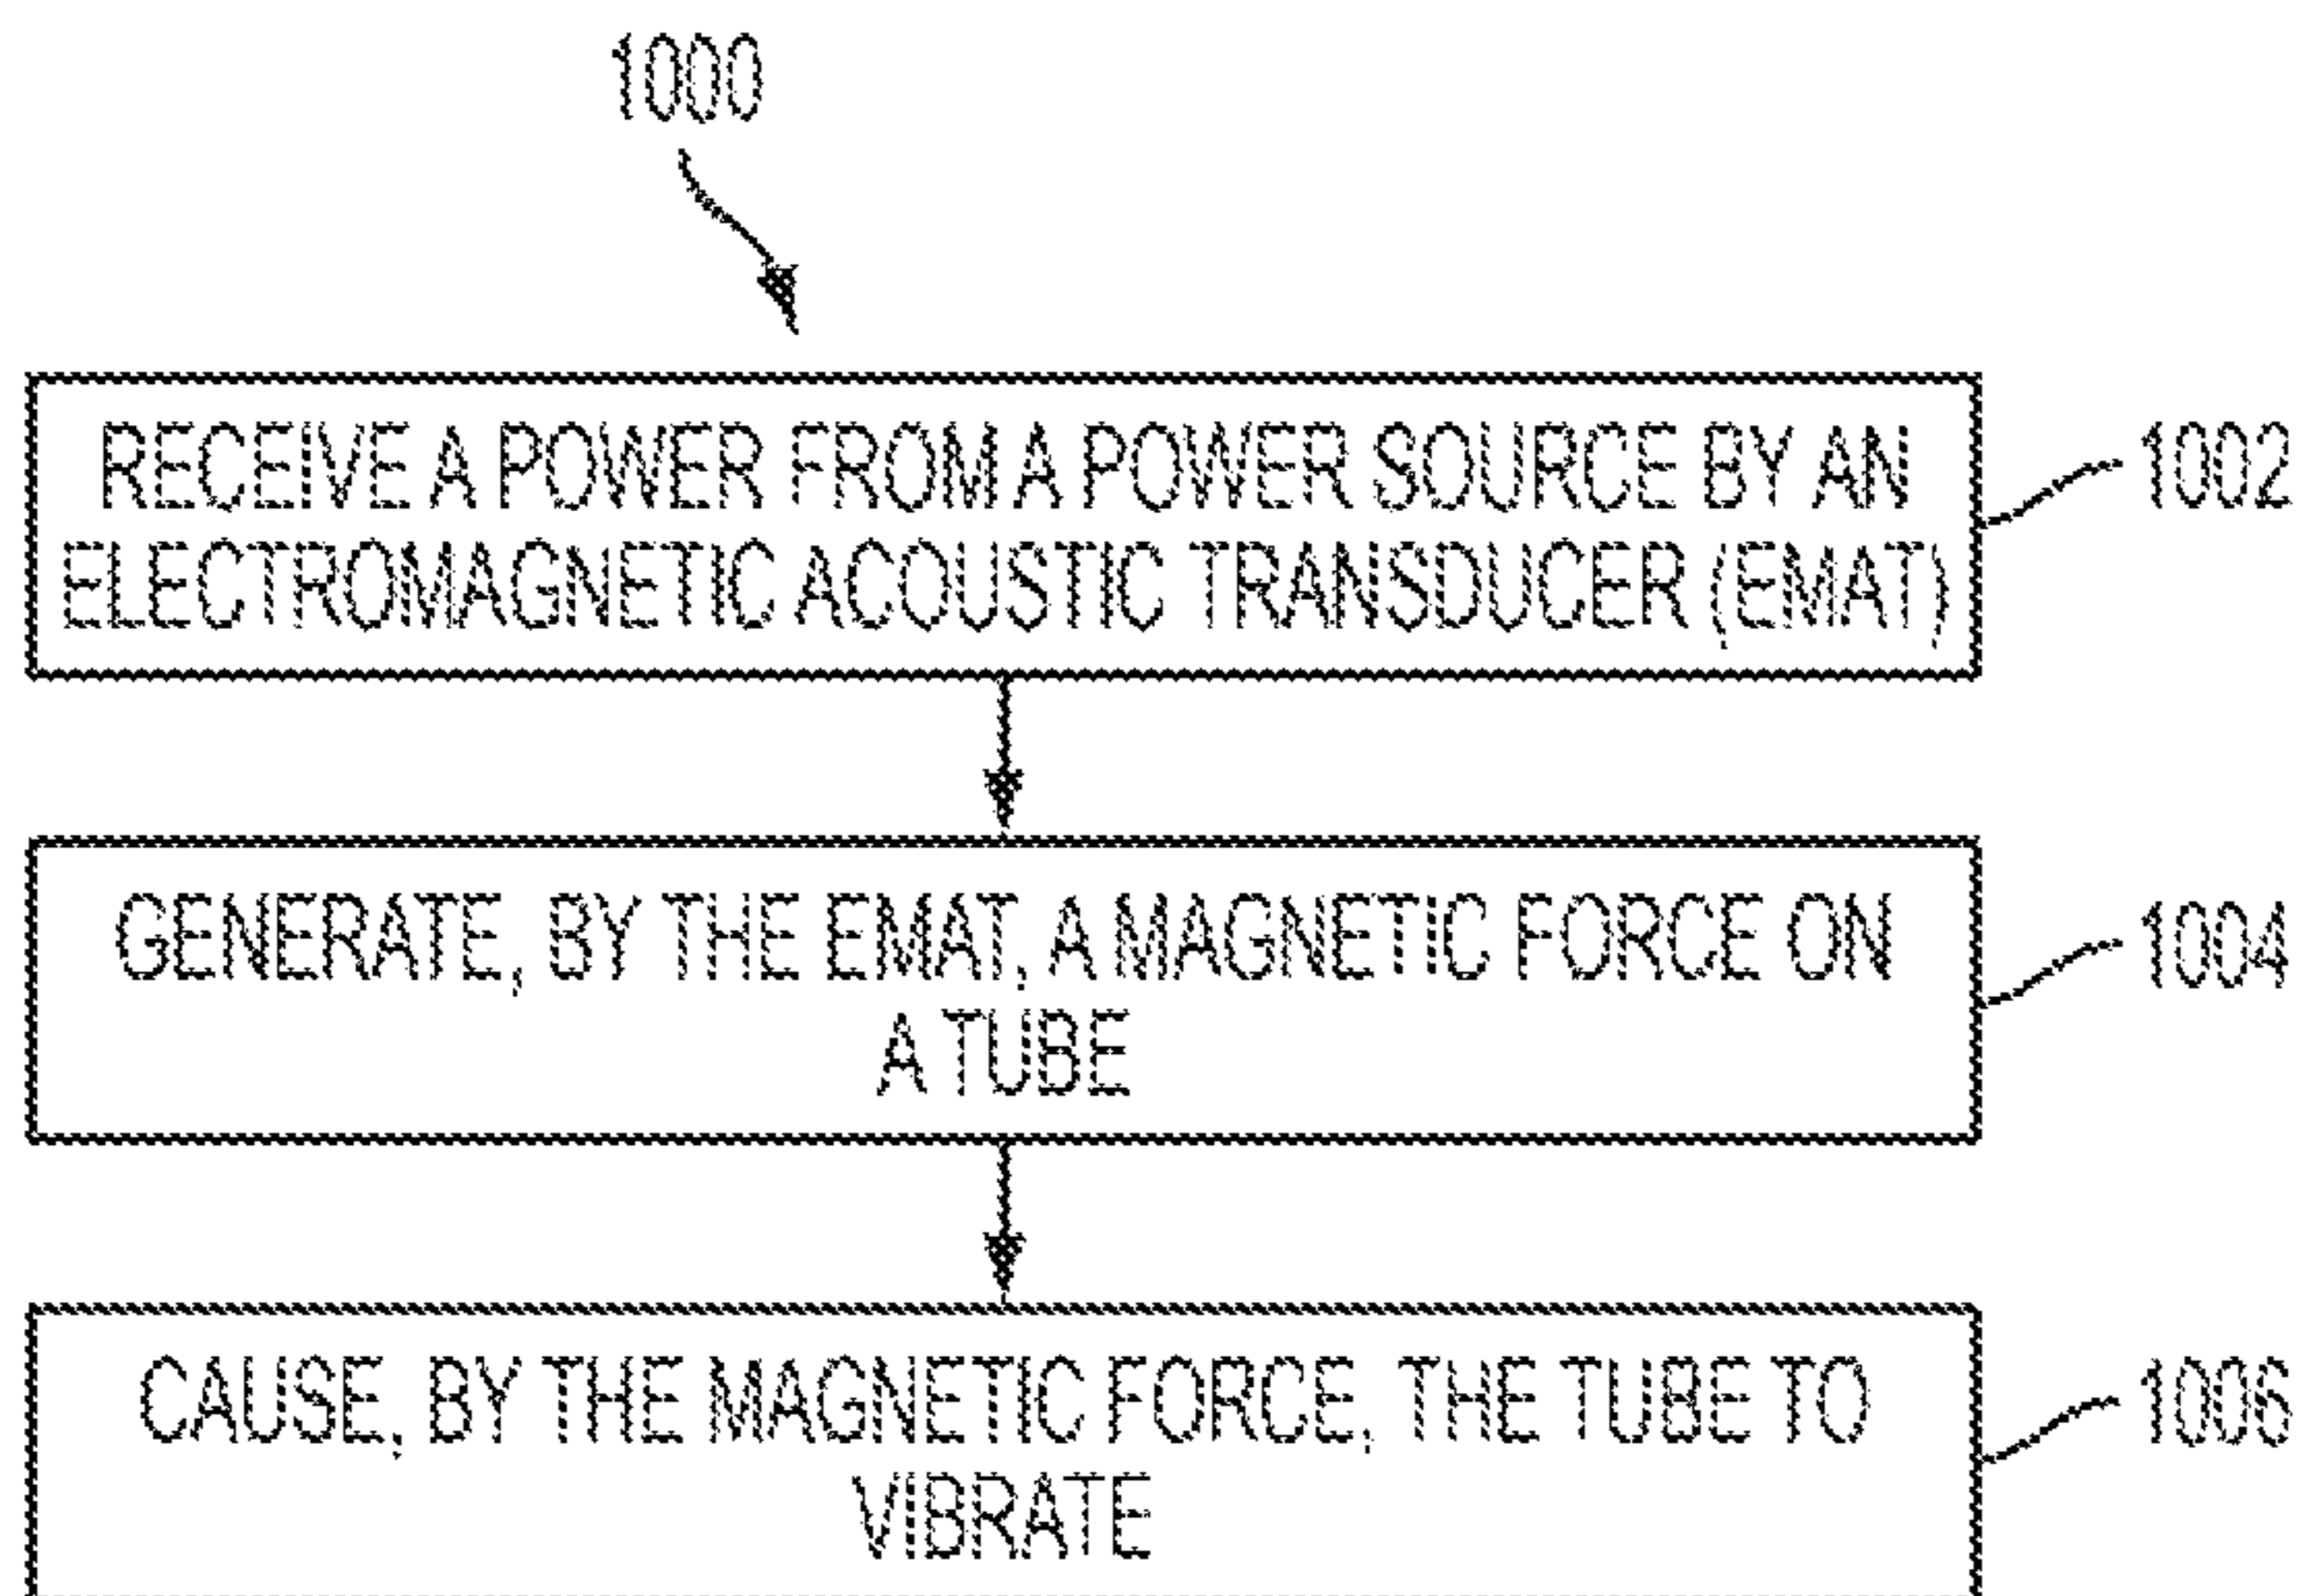 1000
RECEIVE A POWER FROM A POWER SOURCE BY AN
ELECTROMAGNETIC ACOUSTIC TRANSDUCER (EMAT)
1002
GENERATE, BY THE EMAT, A MAGNETIC FORCE ON
A TUBE
1004
CAUSE, BY THE MAGNETIC FORCE, THE TUBE TO
VIBRATE
1006